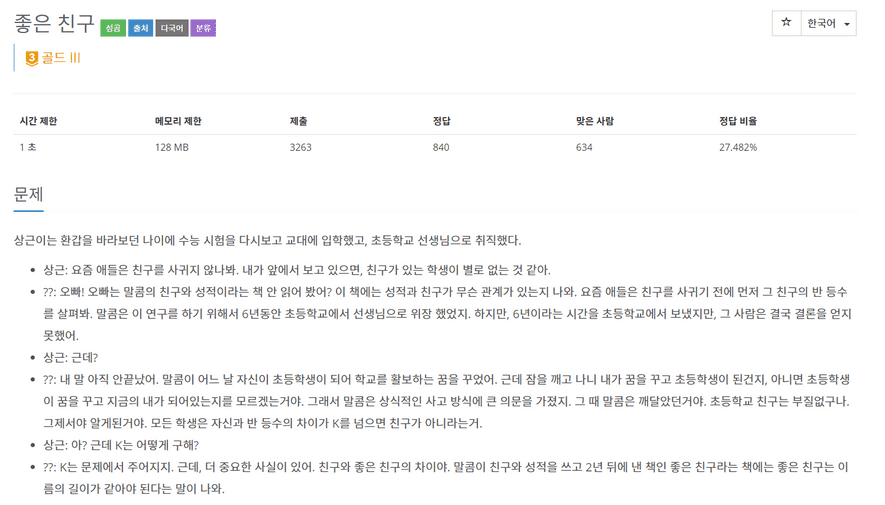 좋은 친구 성공 출처 다국어 분류
☆ 한국어
3 골드 III
시간 제한 메모리 제한 제출 정답 맞은 사람 정답 비율
1 초 128 MB 3263 840 634 27.482%
문제
상근이는 환갑을 바라보던 나이에 수능 시험을 다시보고 교대에 입학했고, 초등학교 선생님으로 취직했다.
• 상근: 요즘 애들은 친구를 사귀지 않나봐. 내가 앞에서 보고 있으면, 친구가 있는 학생이 별로 없는 것 같아.
• ??: 오빠! 오빠는 말콤의 친구와 성적이라는 책 안 읽어 봤어? 이 책에는 성적과 친구가 무슨 관계가 있는지 나와. 요즘 애들은 친구를 사귀기 전에 먼저 그 친구의 반 등수
를 살펴봐. 말콤은 이 연구를 하기 위해서 6년동안 초등학교에서 선생님으로 위장 했었지. 하지만, 6년이라는 시간을 초등학교에서 보냈지만, 그 사람은 결국 결론을 얻지
못했어.
• 상근: 근데?
• ??: 내 말 아직 안끝났어. 말콤이 어느 날 자신이 초등학생이 되어 학교를 활보하는 꿈을 꾸었어. 근데 잠을 깨고 나니 내가 꿈을 꾸고 초등학생이 된건지, 아니면 초등학생
이 꿈을 꾸고 지금의 내가 되어있는지를 모르겠는거야. 그래서 말콤은 상식적인 사고 방식에 큰 의문을 가졌지. 그 때 말콤은 깨달았던거야. 초등학교 친구는 부질없구나.
그제서야 알게된거야. 모든 학생은 자신과 반 등수의 차이가 K를 넘으면 친구가 아니라는거.
• 상근: 아? 근데 K는 어떻게 구해?
• ??: K는 문제에서 주어지지. 근데, 더 중요한 사실이 있어. 친구와 좋은 친구의 차이야. 말콤이 친구와 성적을 쓰고 2년 뒤에 낸 책인 좋은 친구라는 책에는 좋은 친구는 이
름의 길이가 같아야 된다는 말이 나와.